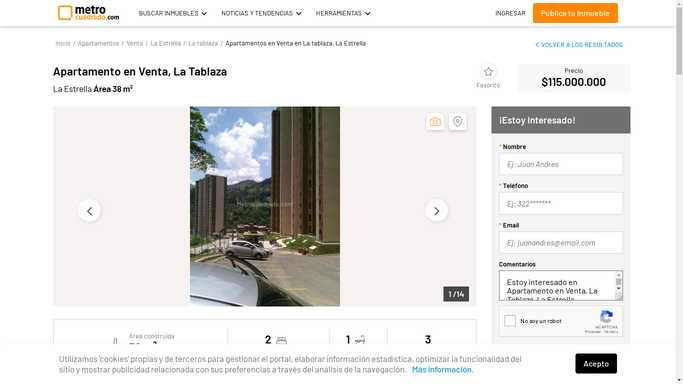 metro
cuadrado.com
BUSCAR INMUEBLES
NOTICIAS Y TENDENCIAS
HERRAMIENTAS
INGRESAR
Publica tu Inmueble
Inicio / Apartamentos / Venta / La Estrella / La tablaza / Apartamentos en Venta en La tablaza, La Estrella
VOLVER A LOS RESULTADOS
Apartamento en Venta, La Tablaza
La Estrella Área 38 m²
Favorito
Precio
$115.000.000
Metrocuadrado.com
1 / 14
¡Estoy Interesado!
* Nombre
Ej: Juan Andres
* Teléfono
Ej: 322*******
* Email
Ej: juanandres@email.com
Comentarios
Estoy interesado en
Apartamento en Venta, La
Tablaza, La Estrella
No soy un robot
reCAPTCHA
Privacidad - Términos
Área construida
2
1
3
Utilizamos 'cookies' propias y de terceros para gestionar el portal, elaborar información estadística, optimizar la funcionalidad del
sitio y mostrar publicidad relacionada con sus preferencias a través del análisis de la navegación. Más información.
Acepto